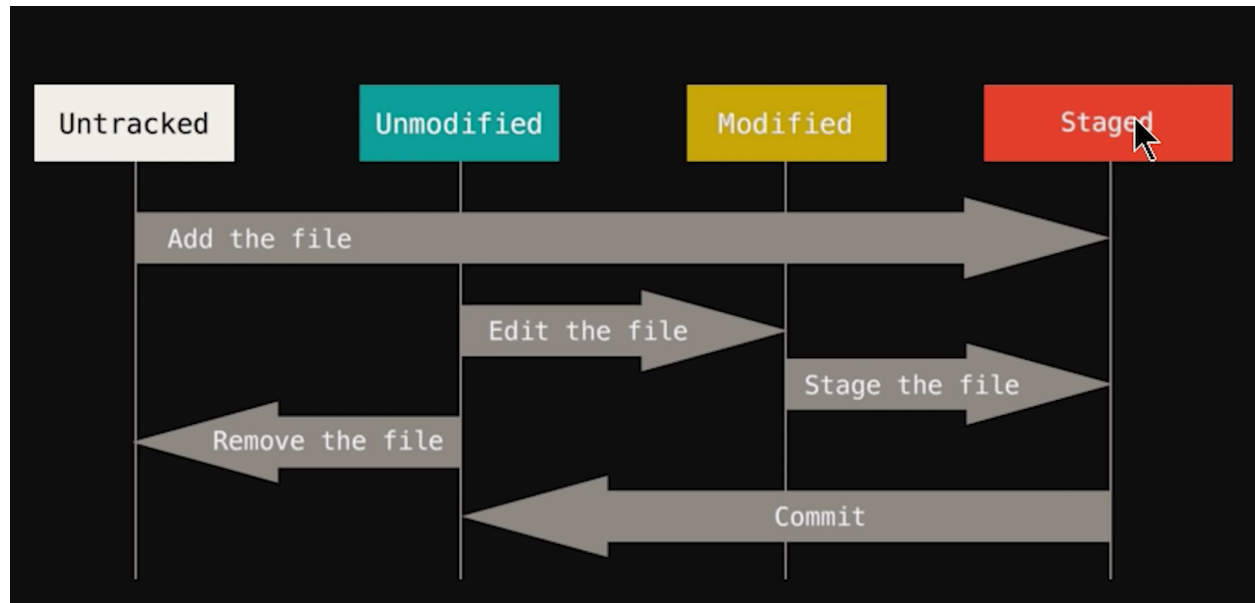 Untracked
Unmodified
Modified
Staged
Add the file
Edit the file
Stage the file
Remove the file
Commit